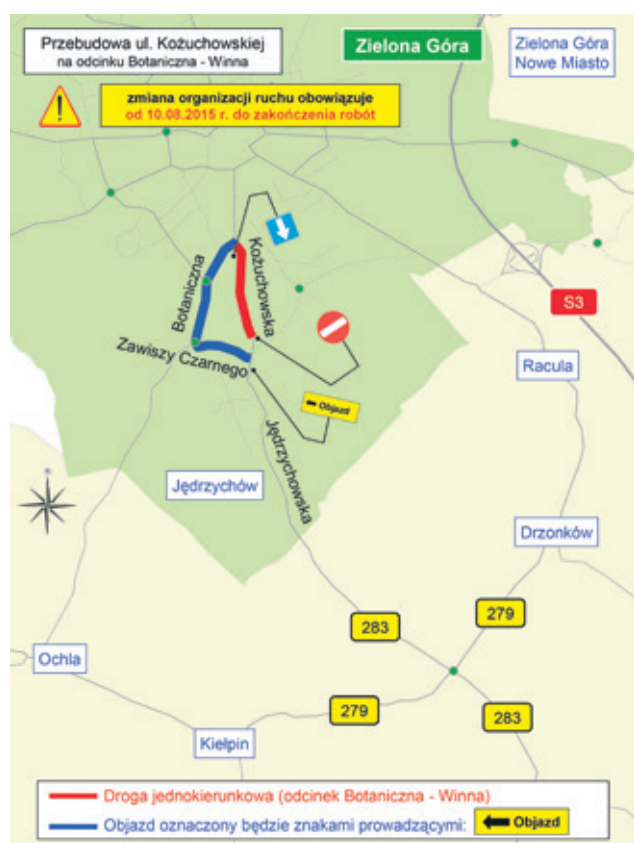 Przebudowa ul. Kożuchowskiej
na odcinku Botaniczna - Winna
Zielona Góra
Zielona Góra
Nowe Miasto
zmiana organizacji ruchu obowiązuje
od 10.08.2015 r. do zakończenia robót
Kożuchowska
Botaniczna
S3
Zawiszy Czarnego
Racula
Objazd
Jędrzychowska
Jędrzychów
Drzonków
279
283
Ochla
279
283
Kiełpin
Droga jednokierunkowa (odcinek Botaniczna - Winna)
Objazd oznaczony będzie znakami prowadzącymi: Objazd